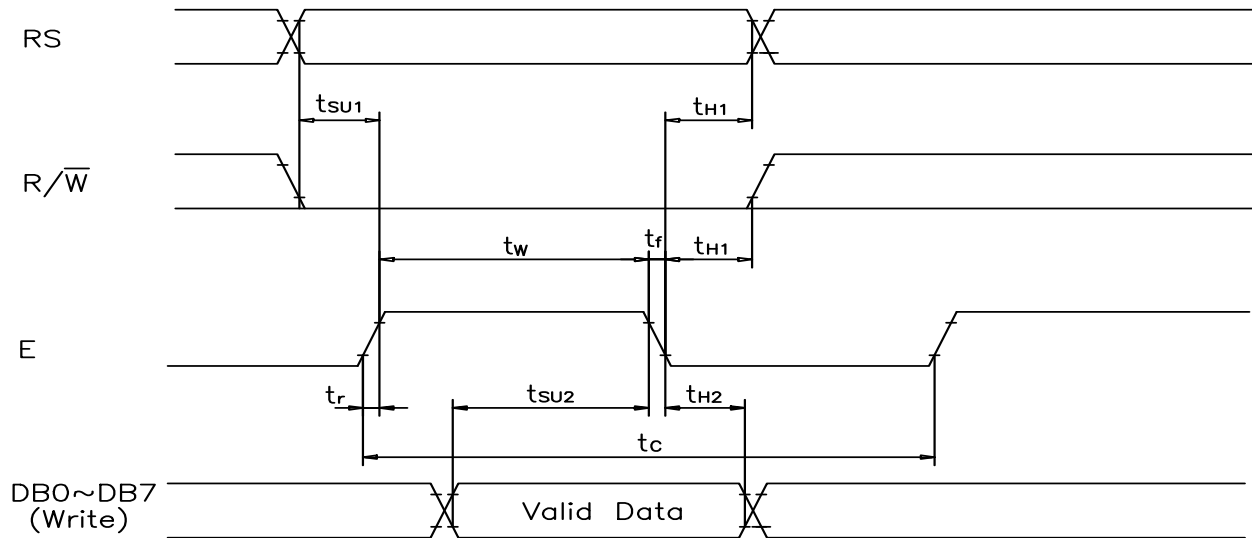 RS
tSU1
tH1
R/W̅
tW
tf
tH1
E
tr
tSU2
tH2
tC
DB0~DB7
(Write)
Valid Data